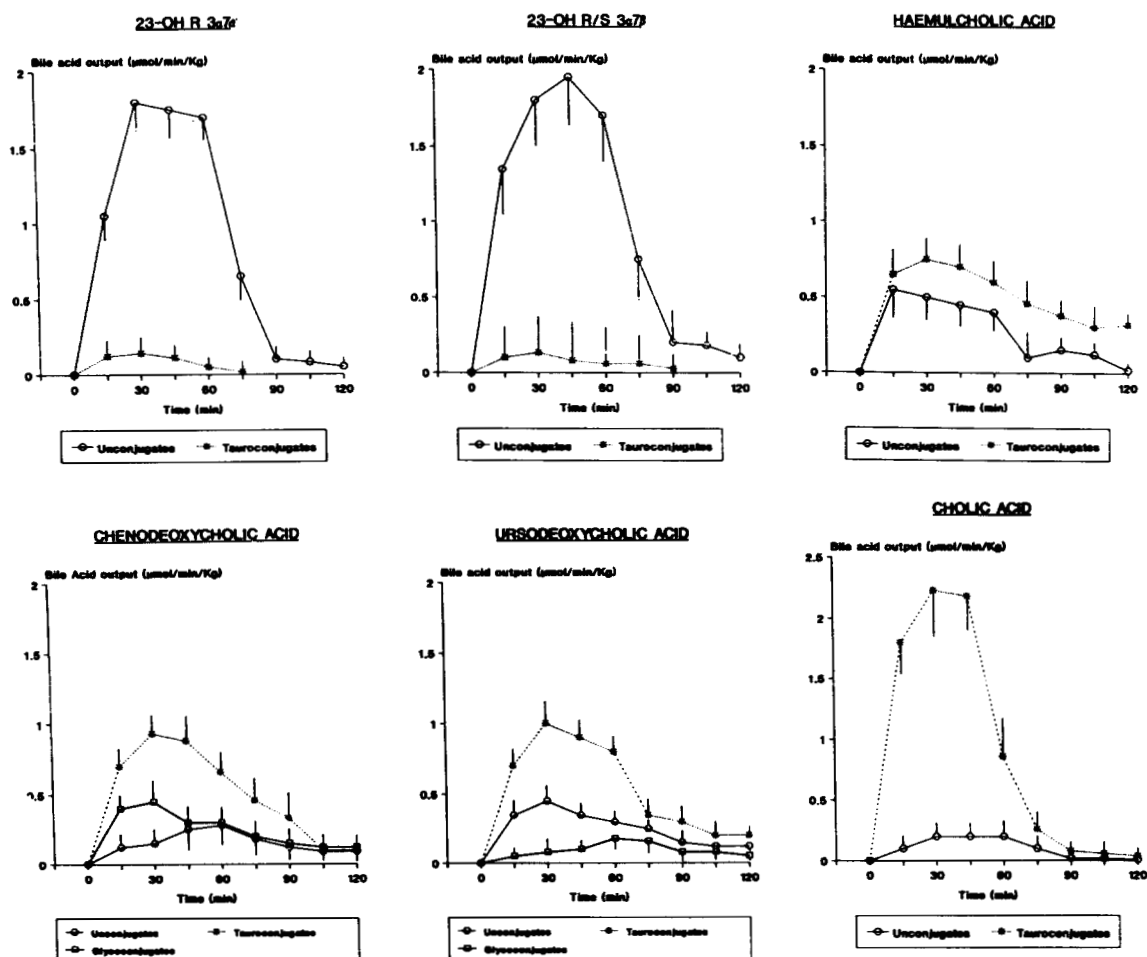 23-OH R 3α7α
Bile acid output (μmol/min/Kg)
2
1.5
1
0.5
0
0 30 60 90 120
Time (min)
Unconjugates Tauroconjugates
23-OH R/S 3α7β
Bile acid output (μmol/min/Kg)
2
1.5
1
0.5
0
0 30 60 90 120
Time (min)
Unconjugates Tauroconjugates
HAEMULCHOLIC ACID
Bile acid output (μmol/min/Kg)
2
1.5
1
0.5
0
0 30 60 90 120
Time (min)
Unconjugates Tauroconjugates
CHENODEOXYCHOLIC ACID
Bile Acid output (μmol/min/Kg)
2
1.5
1
0.5
0
0 30 60 90 120
Time (min)
Unconjugates Tauroconjugates
Glycoconjugates
URSODEOXYCHOLIC ACID
Bile acid output (μmol/min/Kg)
2
1.5
1
0.5
0
0 30 60 90 120
Time (min)
Unconjugates Tauroconjugates
Glycoconjugates
CHOLIC ACID
Bile acid output (μmol/min/Kg)
2.5
2
1.5
1
0.5
0
0 30 60 90 120
Time (min)
Unconjugates Tauroconjugates